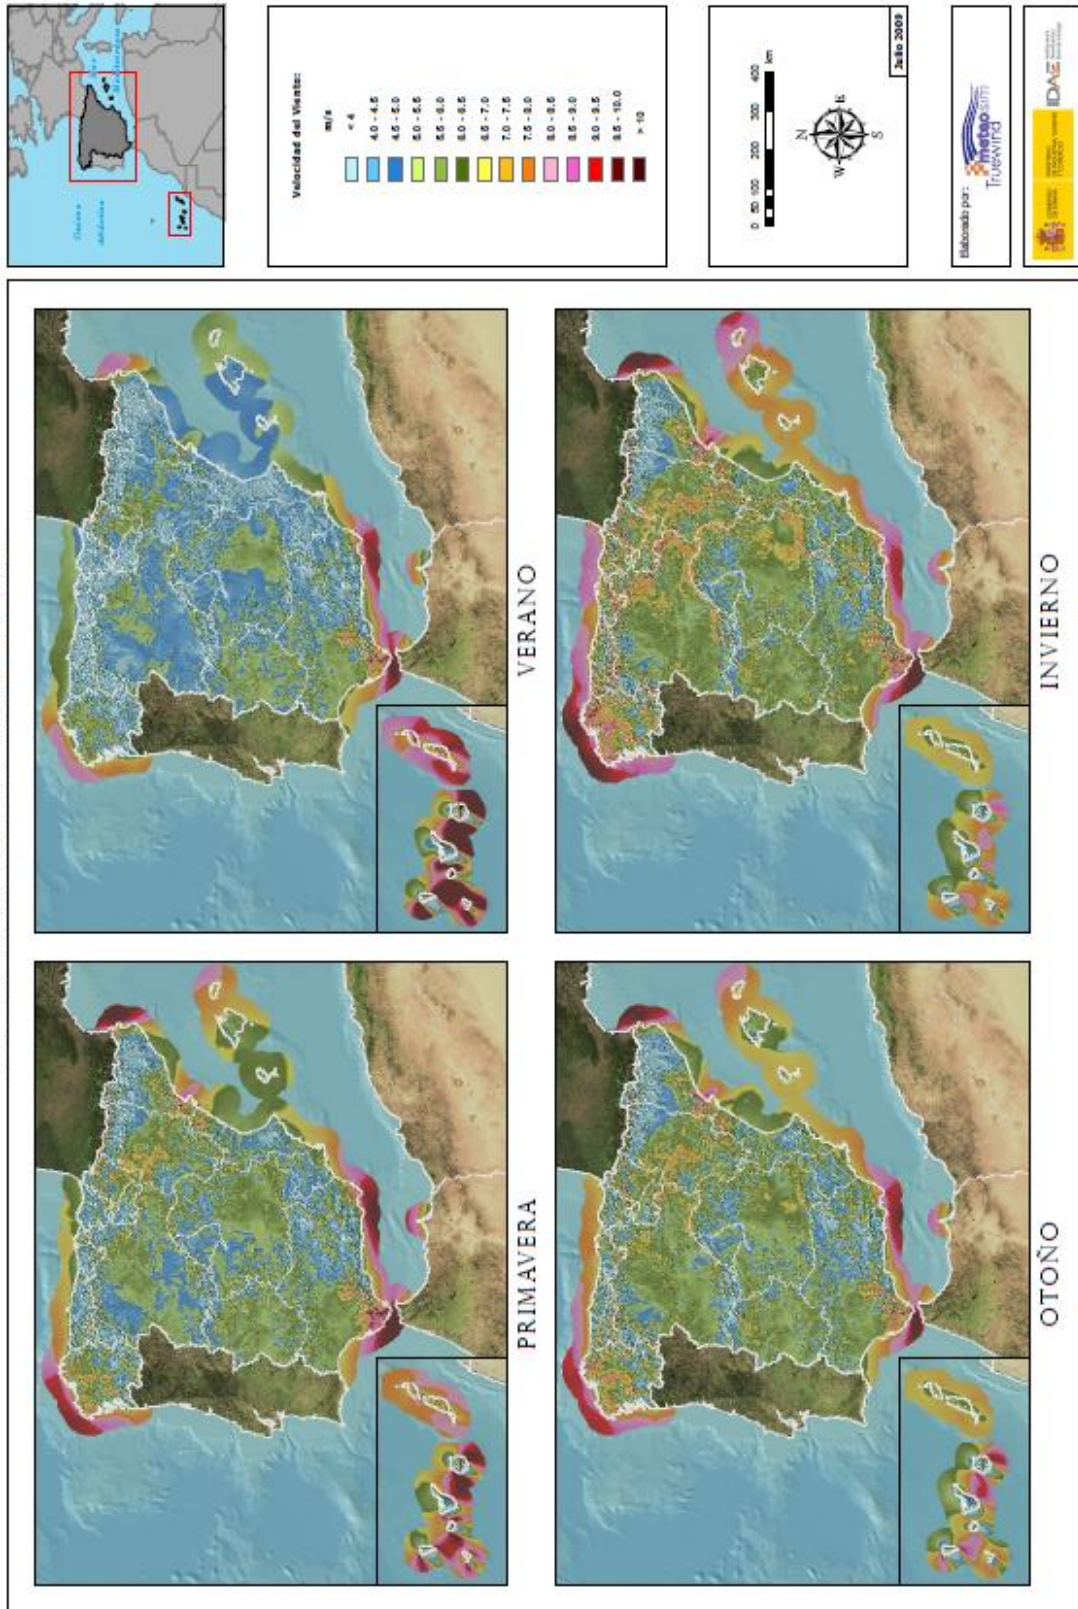 PRIMAVERA
VERANO
OTOÑO
INVIERNO
Velocidad del Viento:
m/s
< 4
4.0 - 4.5
4.5 - 5.0
5.0 - 5.5
5.5 - 6.0
6.0 - 6.5
6.5 - 7.0
7.0 - 7.5
7.5 - 8.0
8.0 - 8.5
8.5 - 9.0
9.0 - 9.5
9.5 - 10.0
> 10
0 50 100 200 300 400
km
N
W E
S
Julio 2009
Elaborado por:
meteosim
Truewind
GOBIERNO DE ESPAÑA
IDAE